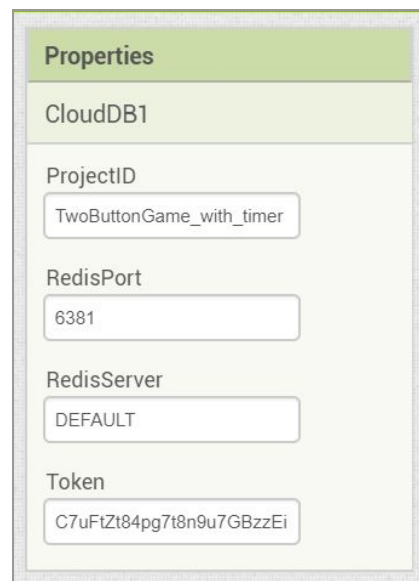 Properties
CloudDB1
ProjectID
TwoButtonGame_with_timer
RedisPort
6381
RedisServer
DEFAULT
Token
C7uFtZt84pg7t8n9u7GBzzEi